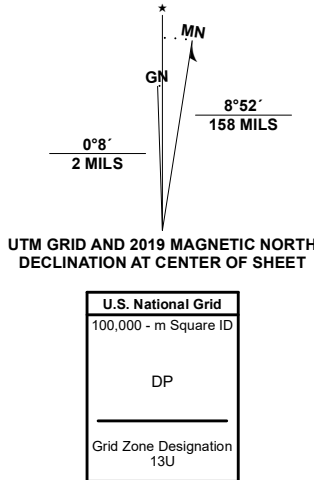 ★
MN
GN
8°52´
158 MILS
0°8´
2 MILS
UTM GRID AND 2019 MAGNETIC NORTH
DECLINATION AT CENTER OF SHEET
U.S. National Grid
100,000 - m Square ID
DP
Grid Zone Designation
13U